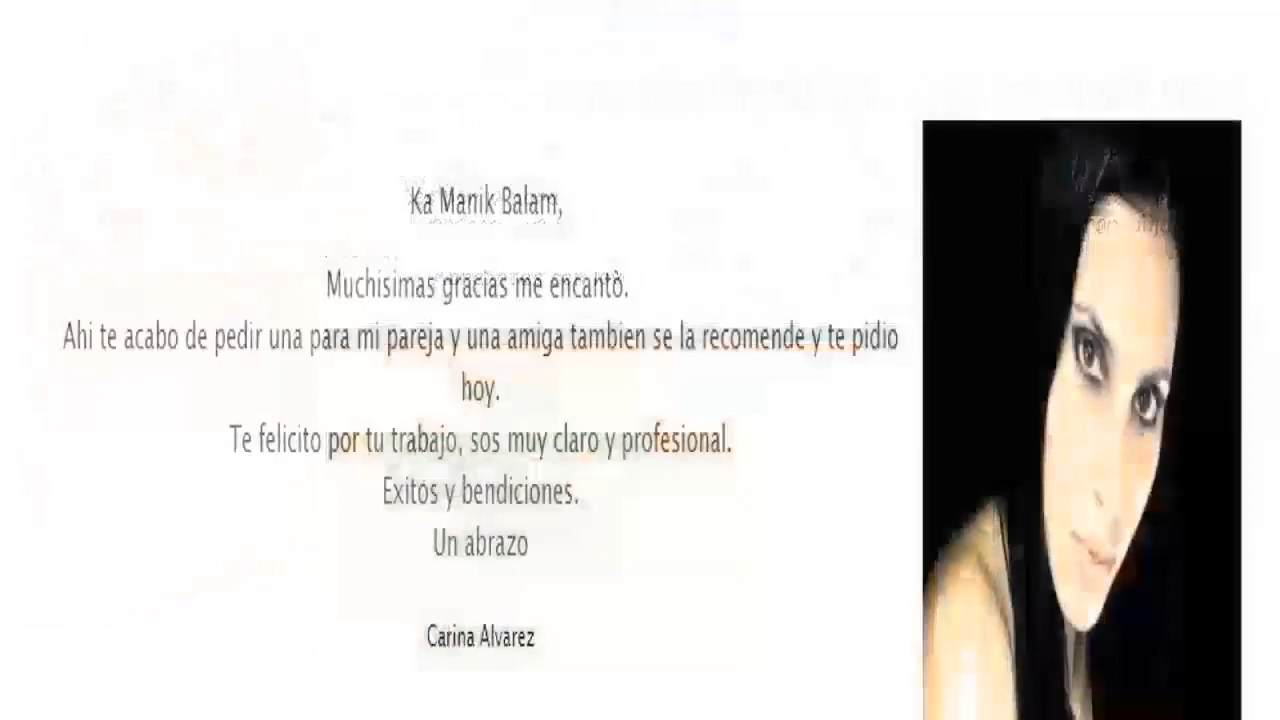 Ka Manik Balam,
Muchisimas gracias me encantò.
Ahi te acabo de pedir una para mi pareja y una amiga tambien se la recomende y te pidio
hoy.
Te felicito por tu trabajo, sos muy claro y profesional.
Exitos y bendiciones.
Un abrazo
Carina Alvarez